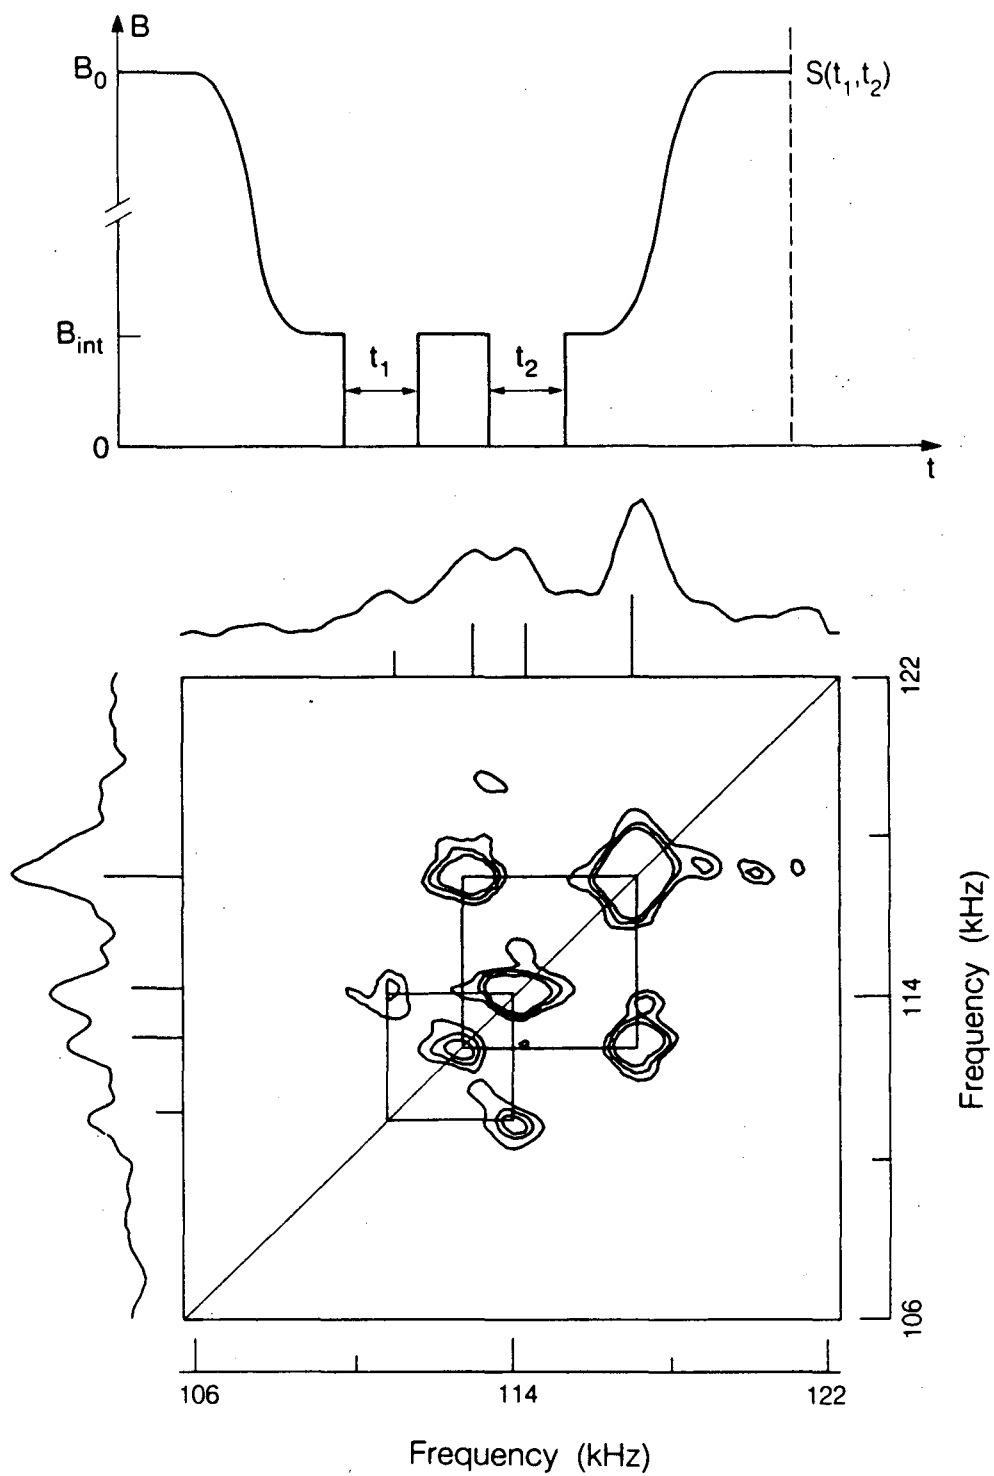 B
B0
S(t1,t2)
Bint
t1
t2
0
t
122
114
106
Frequency (kHz)
106
114
122
Frequency (kHz)